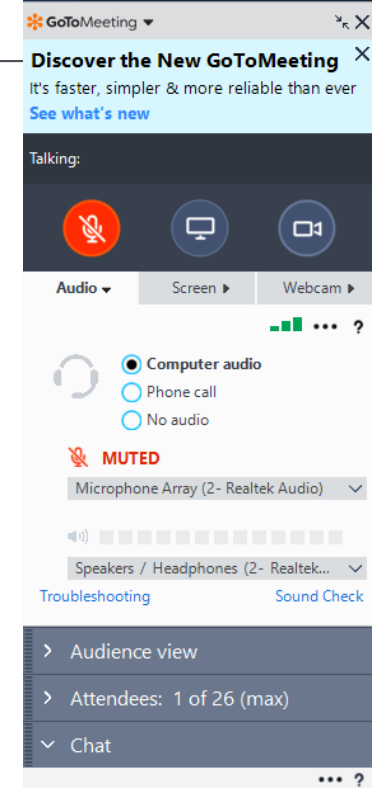 GoToMeeting
Discover the New GoToMeeting
It's faster, simpler & more reliable than ever
See what's new
Talking:
Audio
Screen
Webcam
?
Computer audio
Phone call
No audio
MUTED
Microphone Array (2- Realtek Audio)
Speakers / Headphones (2- Realtek...
Troubleshooting
Sound Check
Audience view
Attendees: 1 of 26 (max)
Chat
?